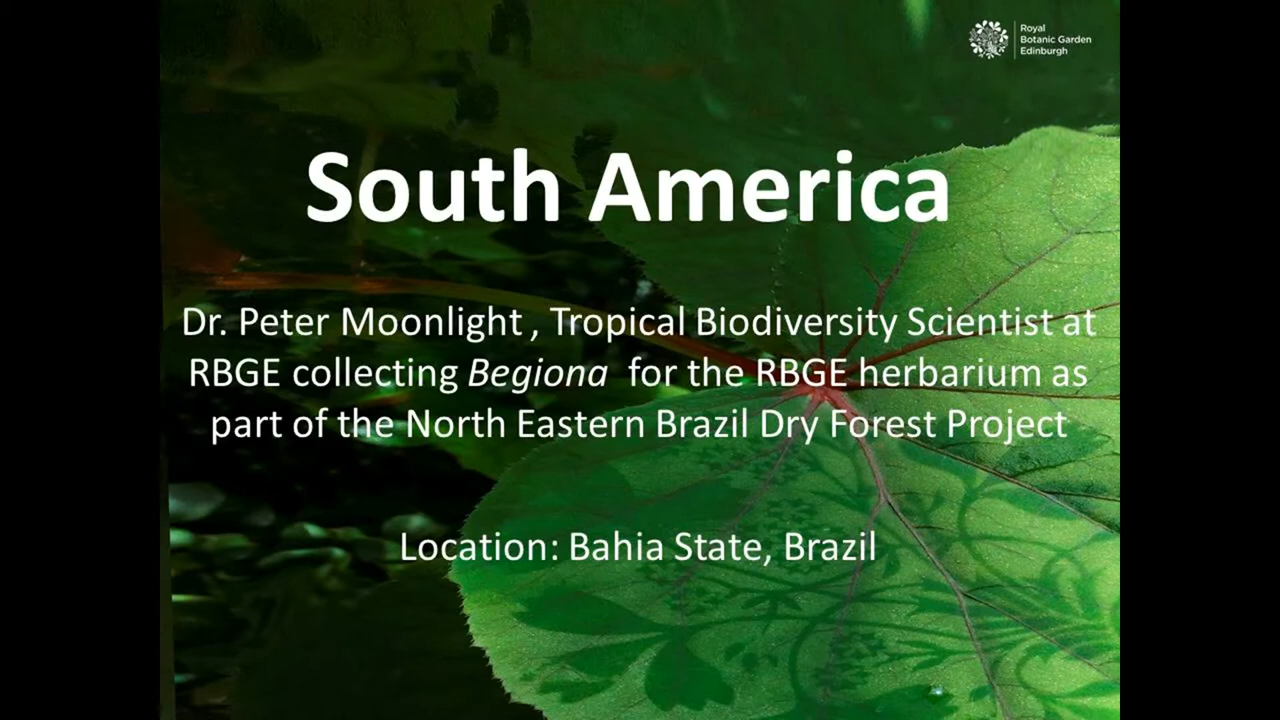 Royal
Botanic Garden
Edinburgh
South America
Dr. Peter Moonlight , Tropical Biodiversity Scientist at
RBGE collecting Begiona for the RBGE herbarium as
part of the North Eastern Brazil Dry Forest Project
Location: Bahia State, Brazil